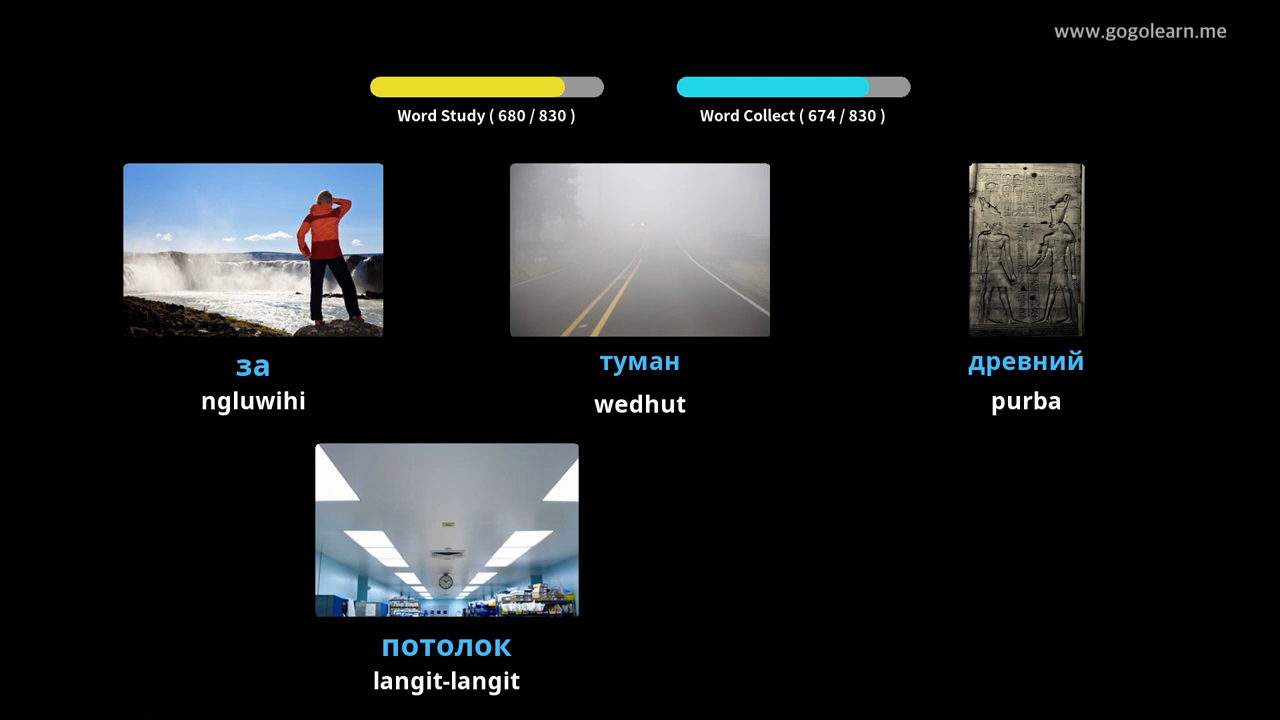 www.gogolearn.me
Word Study ( 680 / 830 )
Word Collect ( 674 / 830 )
за
ngluwihi
туман
wedhut
древний
purba
потолок
langit-langit